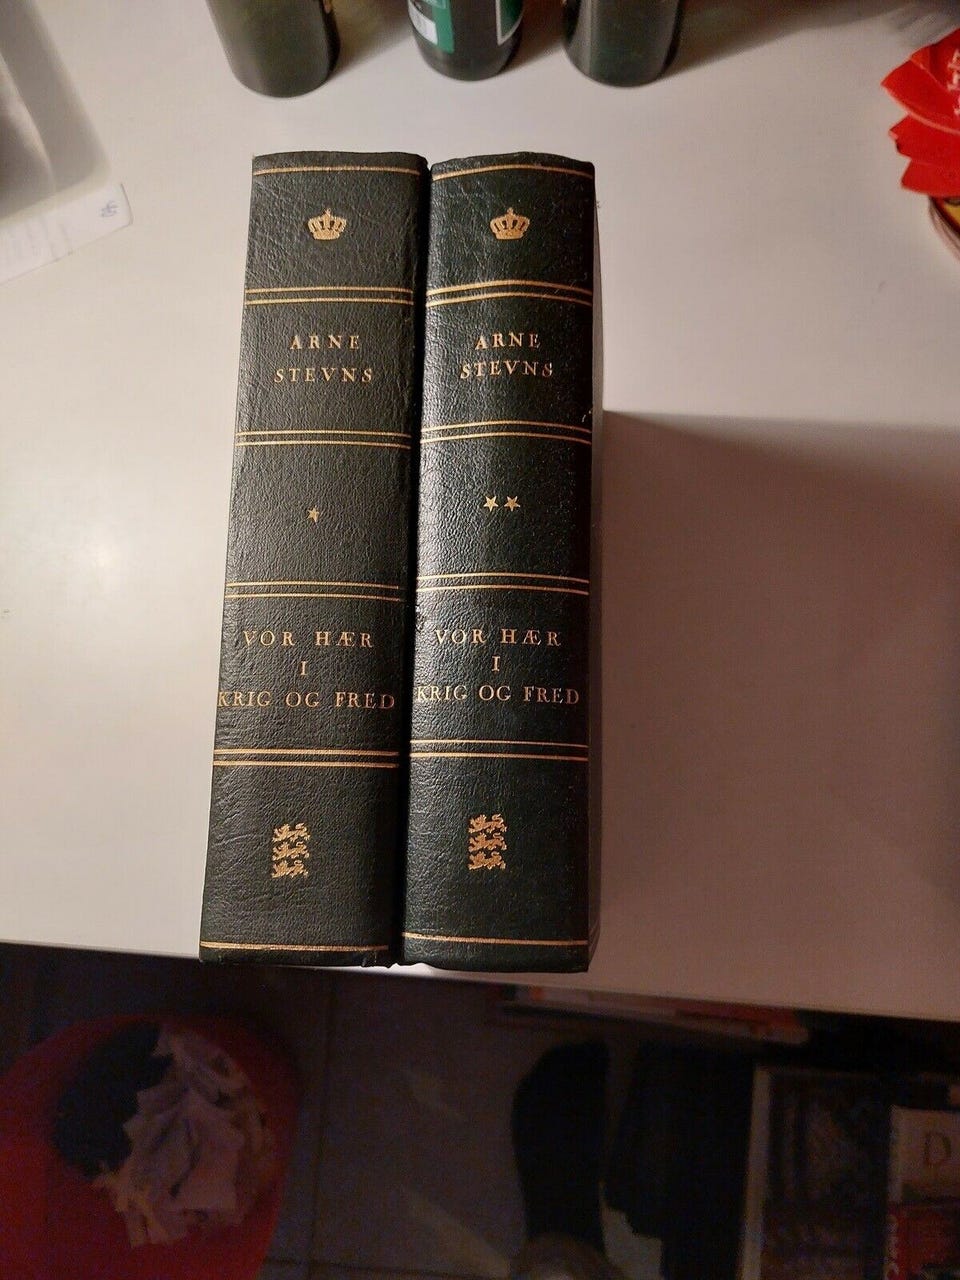 ARNE
STEVNS
VOR HÆR
I
KRIG OG FRED
ARNE
STEVNS
VOR HÆR
I
KRIG OG FRED
D